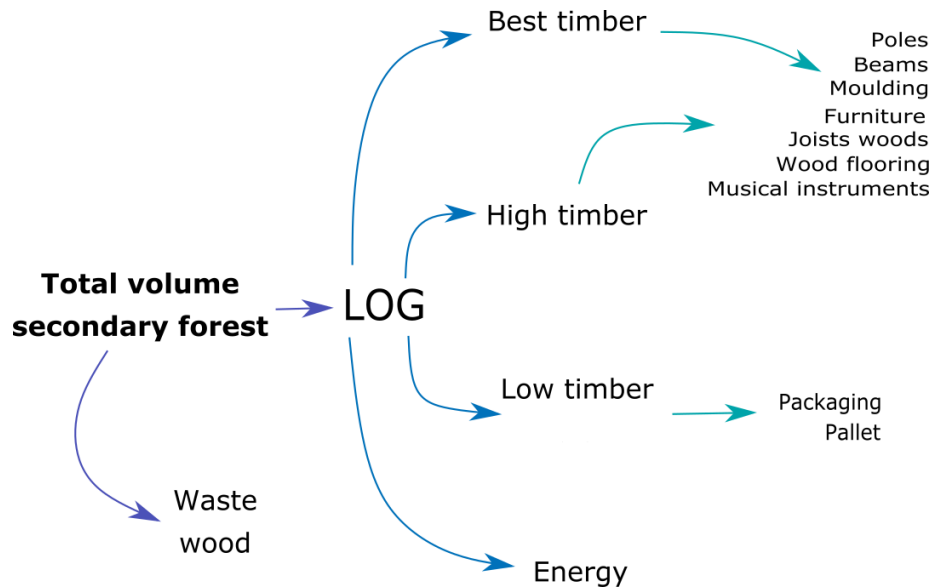 Best timber
Poles
Beams
Moulding
Furniture
Joists woods
Wood flooring
Musical instruments
High timber
Total volume
secondary forest
LOG
Low timber
Packaging
Pallet
Waste
wood
Energy